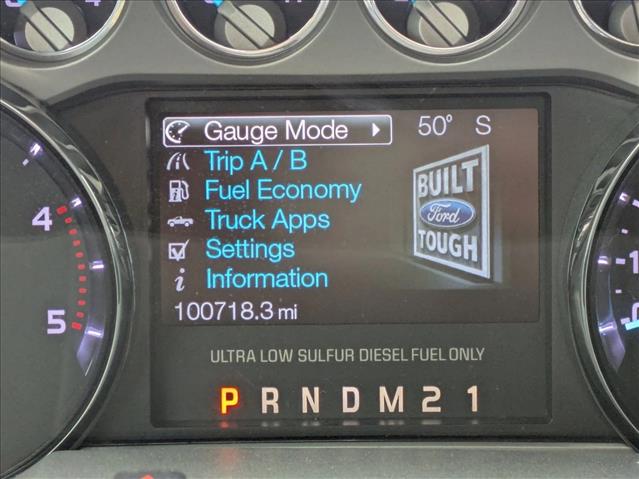 Gauge Mode 50° S
Trip A / B
Fuel Economy
Truck Apps
Settings
Information
BUILT
Ford
TOUGH
100718.3 mi
ULTRA LOW SULFUR DIESEL FUEL ONLY
P R N D M 2 1
4
5